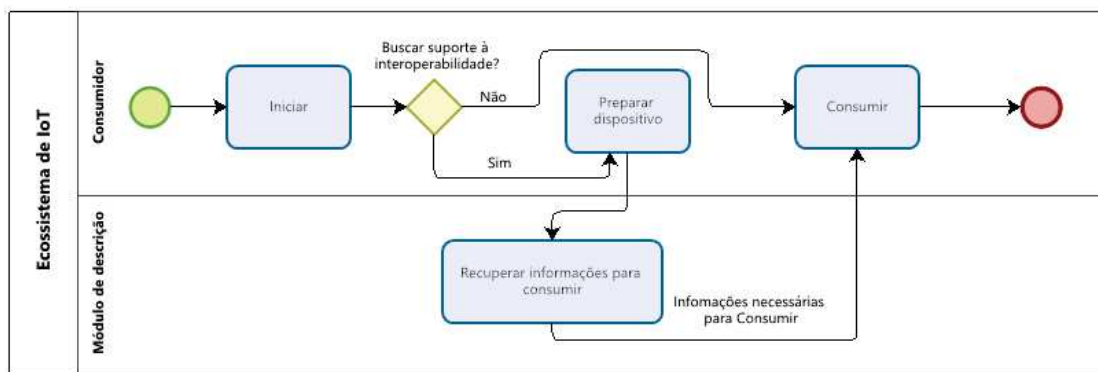 Ecossistema de IoT
Consumidor
Buscar suporte à
interoperabilidade?
Iniciar
Não
Sim
Preparar
dispositivo
Consumir
Módulo de descrição
Recuperar informações para
consumir
Infomações necessárias
para Consumir